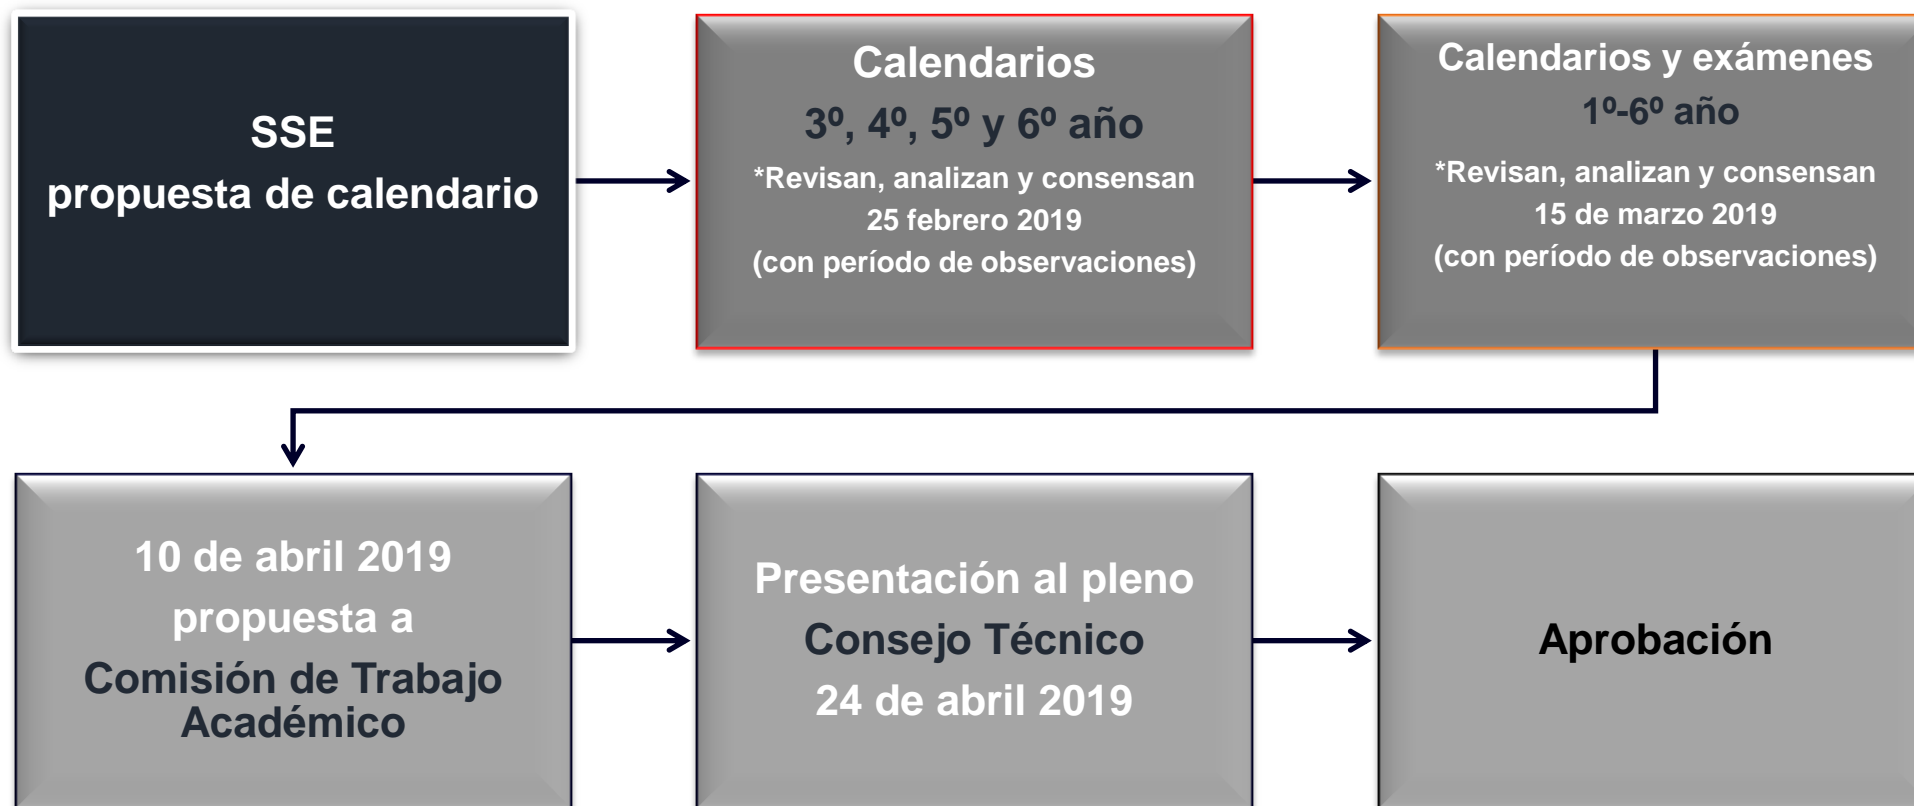 SSE
propuesta de calendario
Calendarios
3º, 4º, 5º y 6º año
*Revisan, analizan y consensan
25 febrero 2019
(con período de observaciones)
Calendarios y exámenes
1º-6º año
*Revisan, analizan y consensan
15 de marzo 2019
(con período de observaciones)
10 de abril 2019
propuesta a
Comisión de Trabajo
Académico
Presentación al pleno
Consejo Técnico
24 de abril 2019
Aprobación